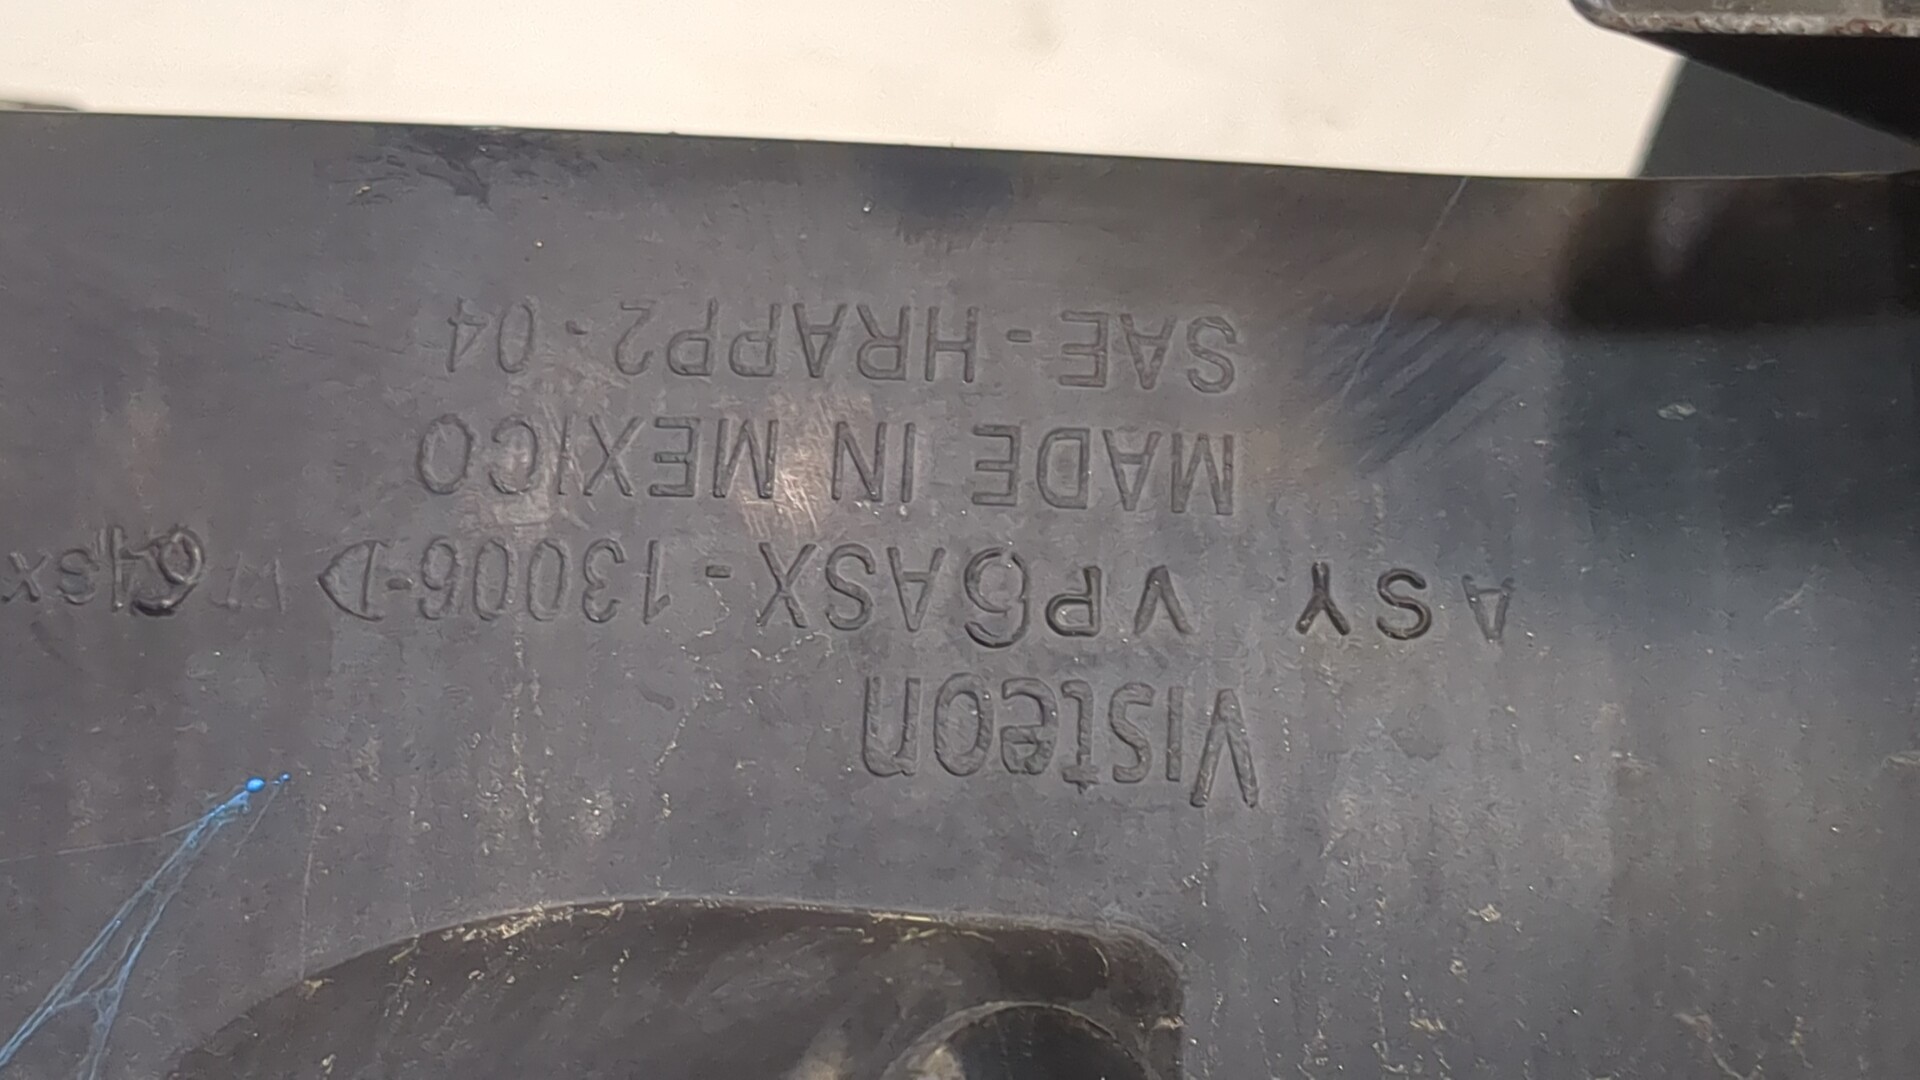 Visteon
ASY VP6ASX-13006-D
MADE IN MEXICO
SAE-HRAPP2-04